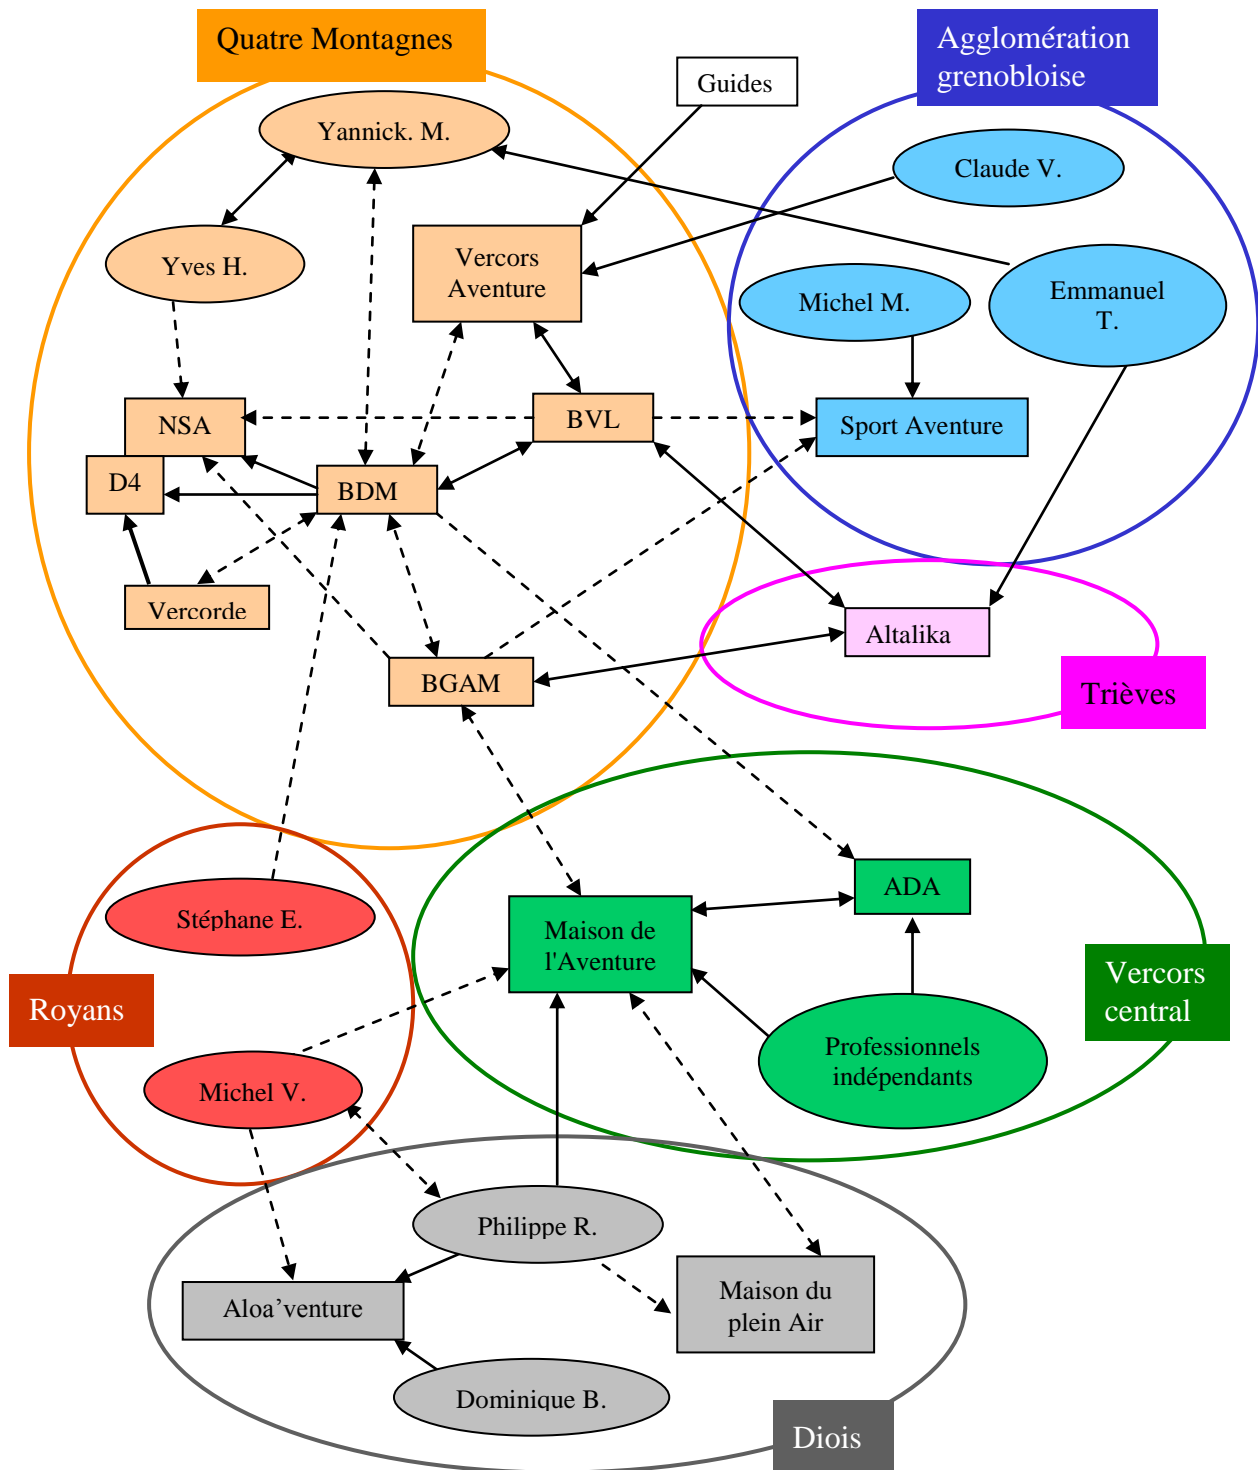 Quatre Montagnes
Agglomération
grenobloise
Guides
Yannick. M.
Claude V.
Yves H.
Vercors
Aventure
Michel M.
Emmanuel
T.
NSA
BVL
Sport Aventure
D4
BDM
Vercorde
Altalika
BGAM
Trièves
Stéphane E.
ADA
Maison de
l'Aventure
Royans
Vercors
central
Professionnels
indépendants
Michel V.
Philippe R.
Aloa’venture
Maison du
plein Air
Dominique B.
Diois